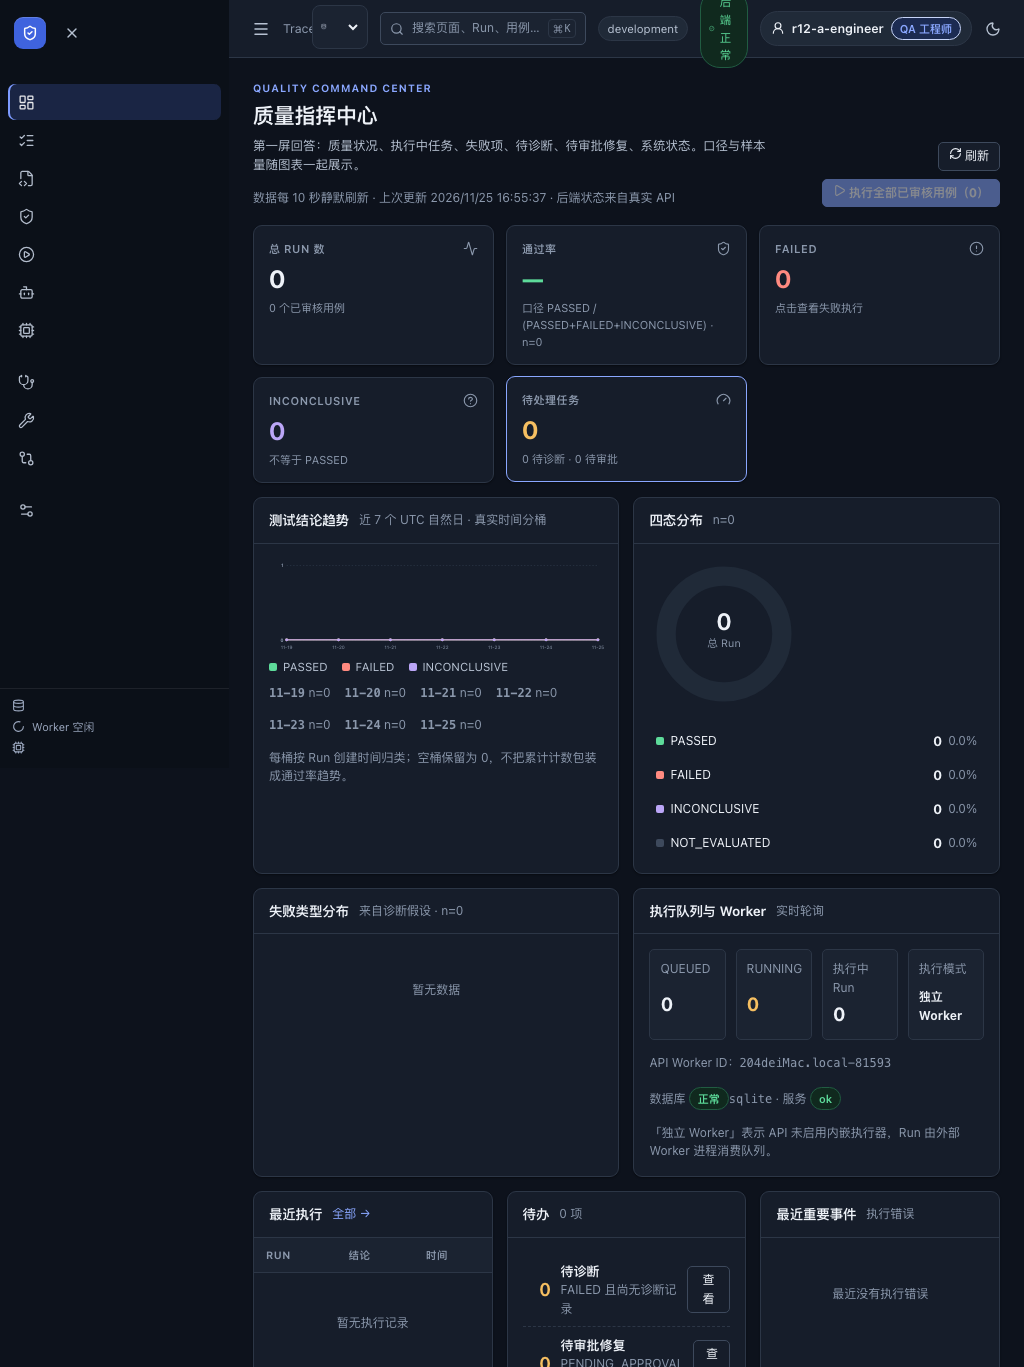 Trace
搜索页面、Run、用例...
⌘K
development
后端正常
r12-a-engineer
QA 工程师
QUALITY COMMAND CENTER
质量指挥中心
第一屏回答：质量状况、执行中任务、失败项、待诊断、待审批修复、系统状态。口径与样本
量随图表一起展示。
数据每 10 秒静默刷新 · 上次更新 2026/11/25 16:55:37 · 后端状态来自真实 API
刷新
执行全部已审核用例（0）
总 RUN 数
0
0 个已审核用例
通过率
—
口径 PASSED /
(PASSED+FAILED+INCONCLUSIVE) ·
n=0
FAILED
0
点击查看失败执行
INCONCLUSIVE
0
不等于 PASSED
待处理任务
0
0 待诊断 · 0 待审批
测试结论趋势 近 7 个 UTC 自然日 · 真实时间分桶
1
0
11-19 11-20 11-21 11-22 11-23 11-24 11-25
PASSED FAILED INCONCLUSIVE
11-19 n=0 11-20 n=0 11-21 n=0 11-22 n=0
11-23 n=0 11-24 n=0 11-25 n=0
每桶按 Run 创建时间归类；空桶保留为 0，不把累计计数包装
成通过率趋势。
四态分布 n=0
0
总 Run
PASSED 0 0.0%
FAILED 0 0.0%
INCONCLUSIVE 0 0.0%
NOT_EVALUATED 0 0.0%
Worker 空闲
失败类型分布 来自诊断假设 · n=0
暂无数据
执行队列与 Worker 实时轮询
QUEUED
0
RUNNING
0
执行中
Run
0
执行模式
独立
Worker
API Worker ID：204deiMac.local-81593
数据库 正常 sqlite · 服务 ok
「独立 Worker」表示 API 未启用内嵌执行器，Run 由外部
Worker 进程消费队列。
最近执行 全部 →
RUN 结论 时间
暂无执行记录
待办 0 项
0
待诊断
FAILED 且尚无诊断记
录
查看
0
待审批修复
PENDING_APPROVAL
查
最近重要事件 执行错误
最近没有执行错误